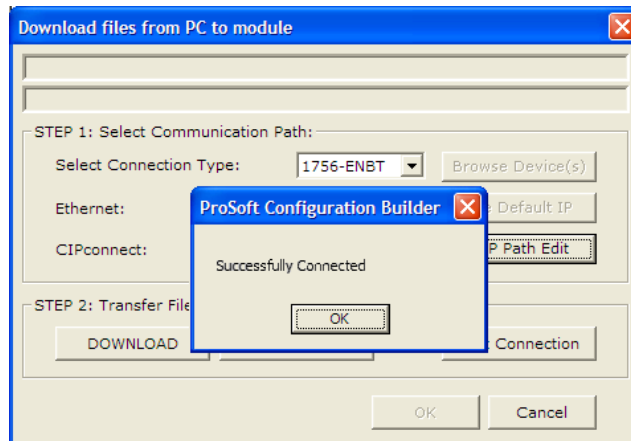 Download files from PC to module
STEP 1: Select Communication Path:
Select Connection Type: 1756-ENBT Browse Device(s)
Ethernet: Default IP
CIPconnect: P Path Edit
ProSoft Configuration Builder
Successfully Connected
OK
STEP 2: Transfer File
DOWNLOAD Connection
OK Cancel